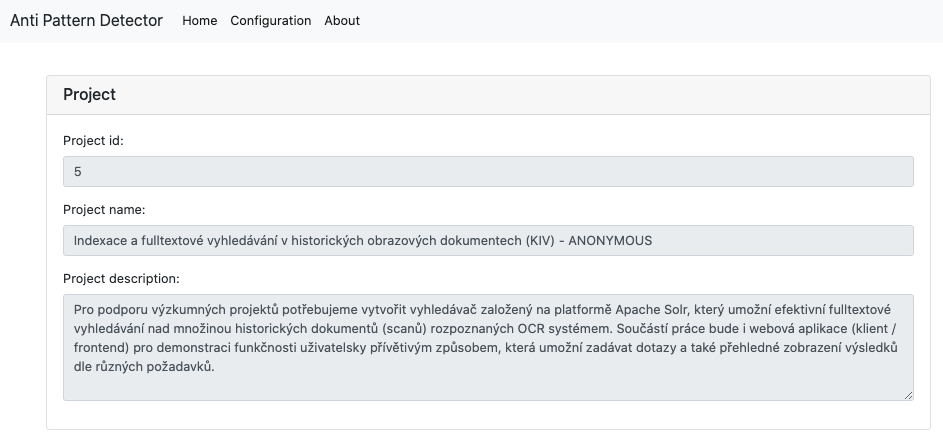 Anti Pattern Detector Home Configuration About
Project
Project id:
5
Project name:
Indexace a fulltextové vyhledávání v historických obrazových dokumentech (KIV) - ANONYMOUS
Project description:
Pro podporu výzkumných projektů potřebujeme vytvořit vyhledávač založený na platformě Apache Solr, který umožní efektivní fulltextové
vyhledávání nad množinou historických dokumentů (scanů) rozpoznaných OCR systémem. Součástí práce bude i webová aplikace (klient /
frontend) pro demonstraci funkčnosti uživatelsky přívětivým způsobem, která umožní zadávat dotazy a také přehledné zobrazení výsledků
dle různých požadavků.